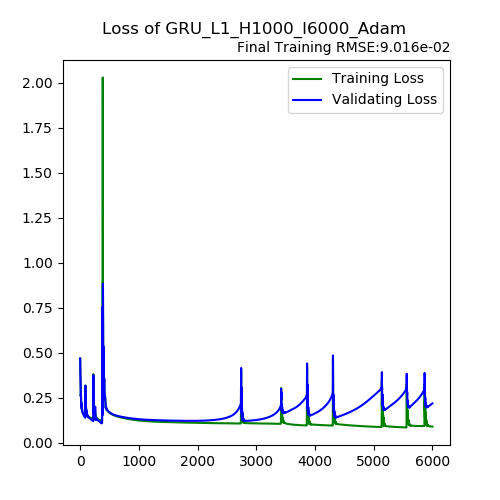 Loss of GRU_L1_H1000_I6000_Adam
Final Training RMSE:9.016e-02
Training Loss
Validating Loss
2.00
1.75
1.50
1.25
1.00
0.75
0.50
0.25
0.00
0 1000 2000 3000 4000 5000 6000